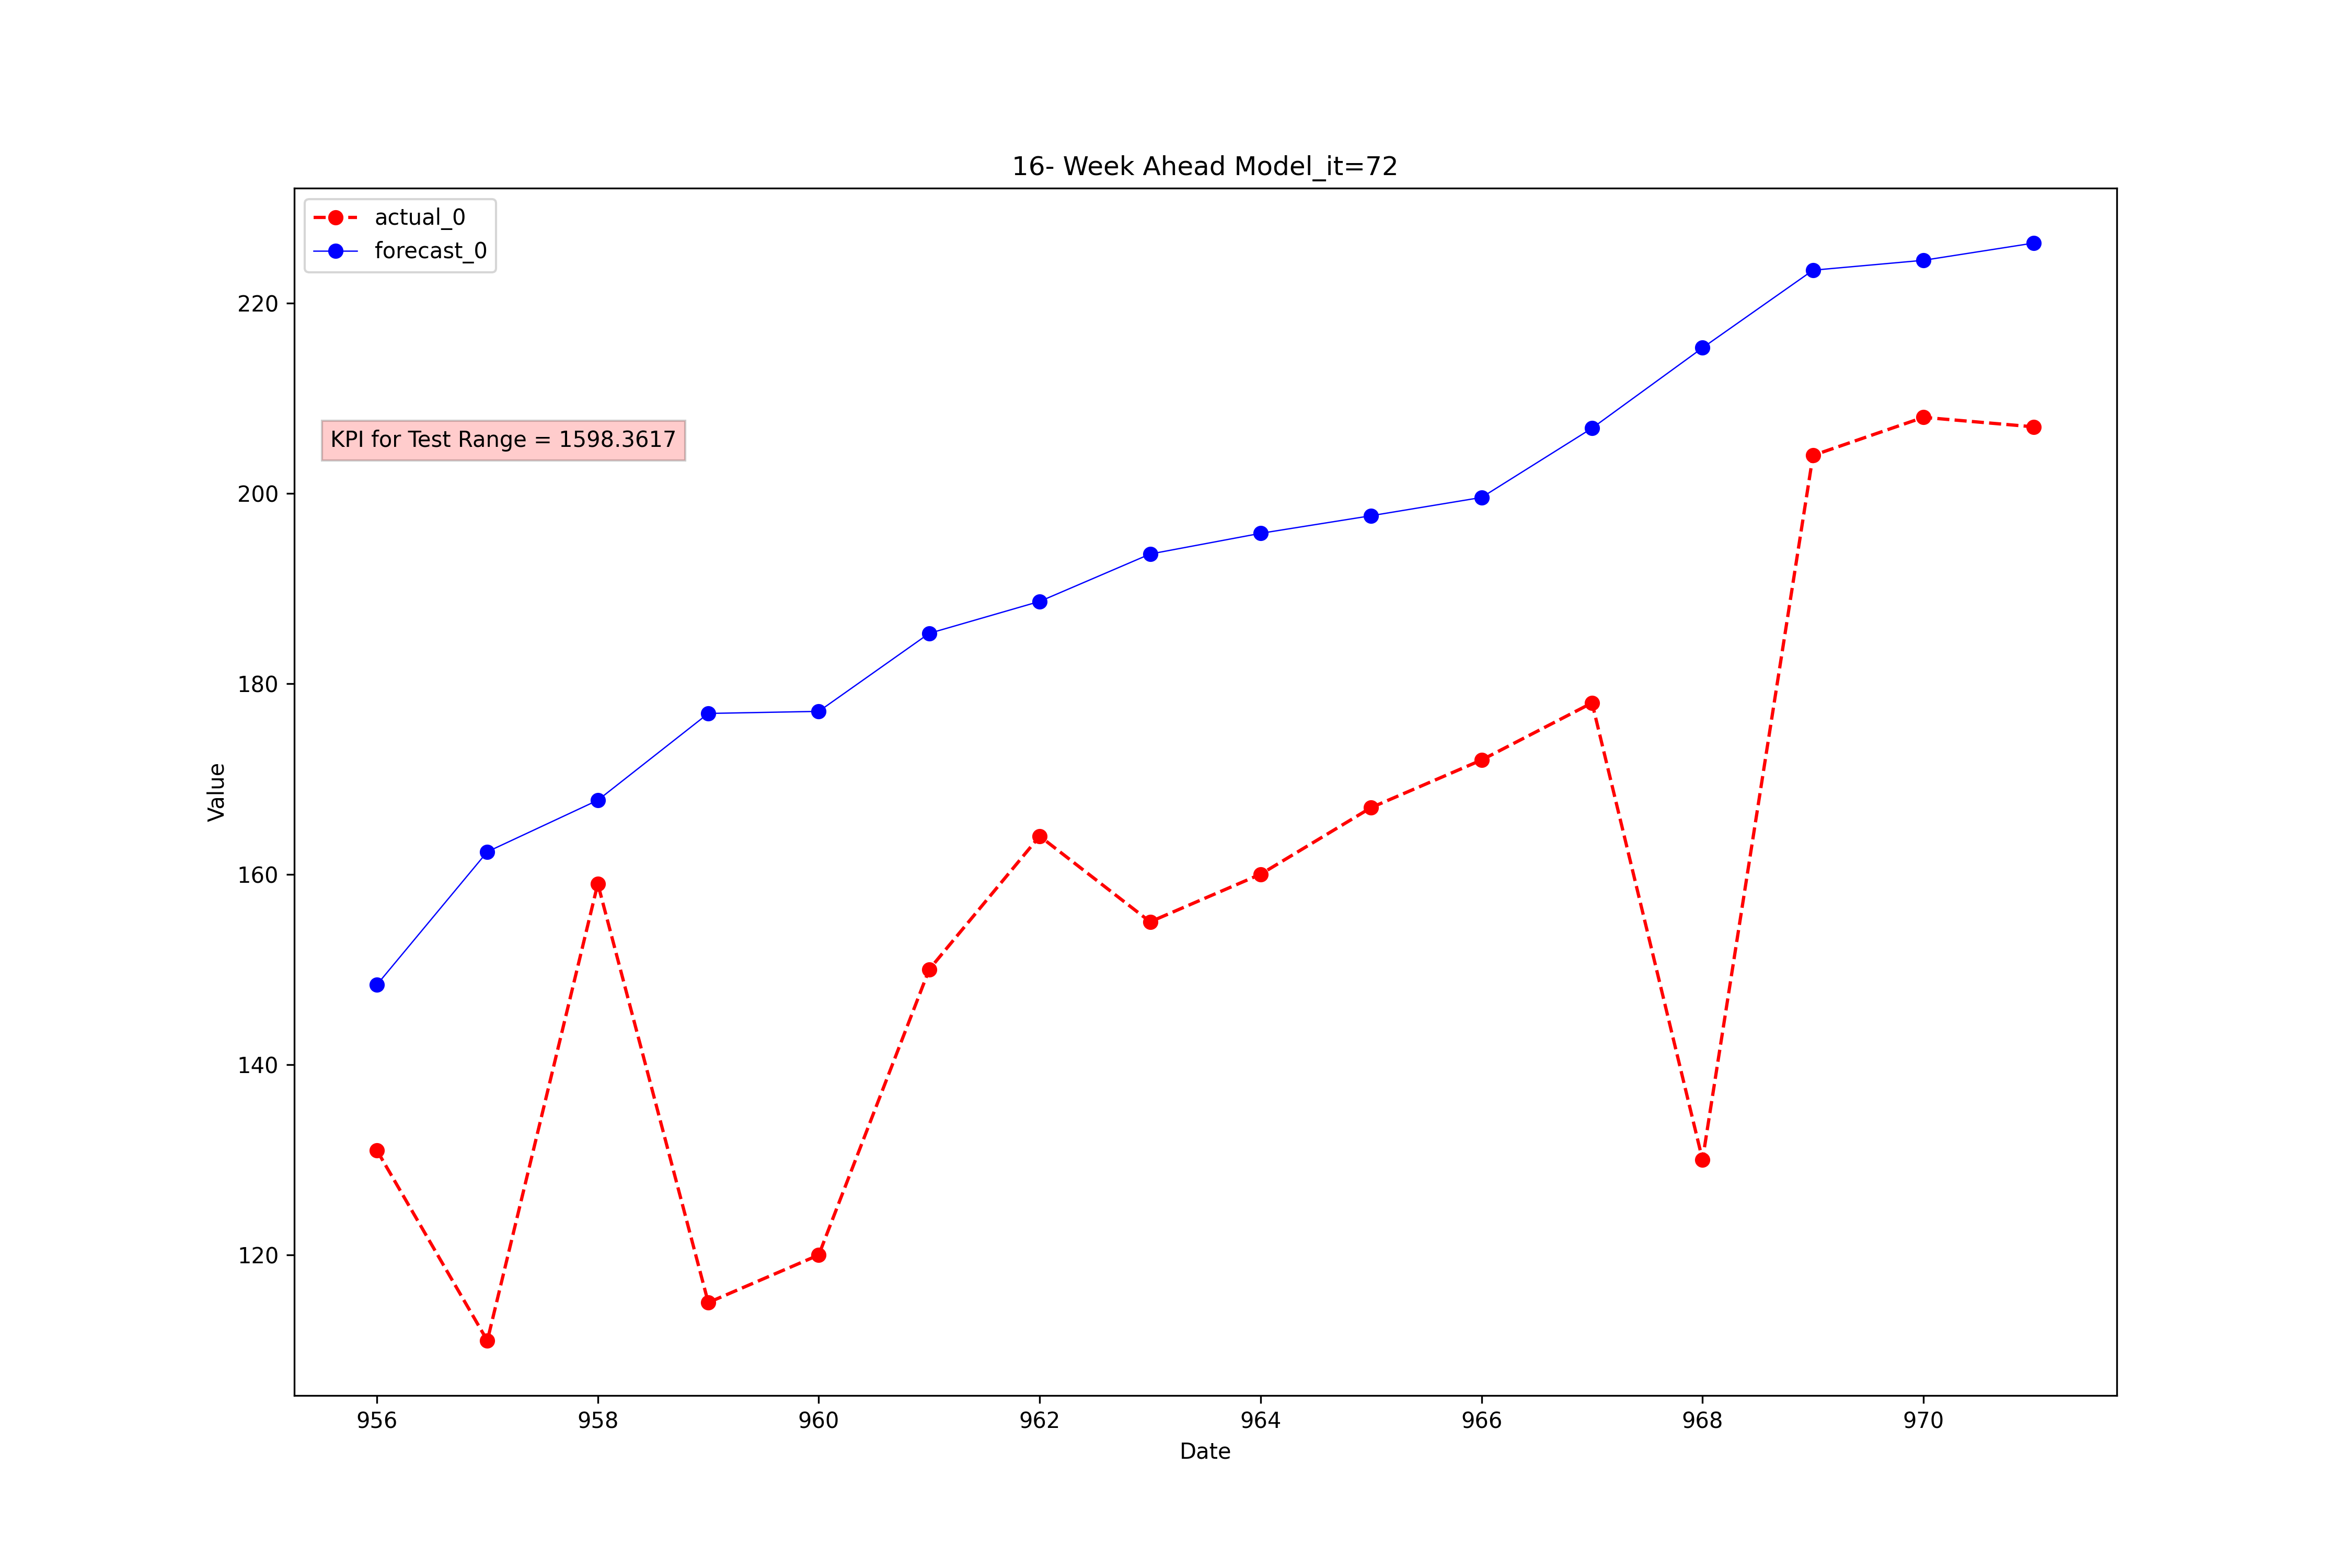 16- Week Ahead Model_it=72
actual_0
forecast_0
KPI for Test Range = 1598.3617
Value
220
200
180
160
140
120
956 958 960 962 964 966 968 970
Date